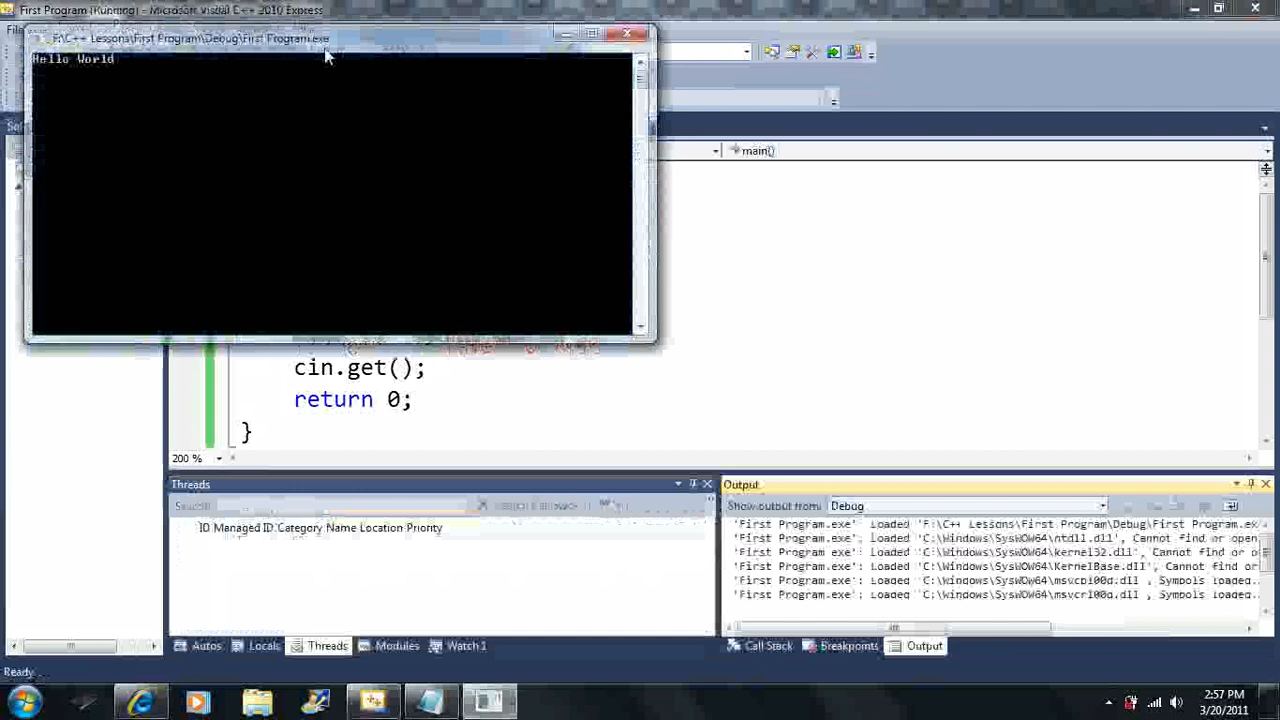 First Program (Running) - Microsoft Visual C++ 2010 Express
F:\C++ Lessons\First Program\Debug\First Program.exe
Hello World
main()
cin.get();
return 0;
}
200 %
Threads
ID Managed ID Category Name Location Priority
Autos
Locals
Threads
Modules
Watch 1
Output
Show output from: Debug
'First Program.exe': Loaded 'F:\C++ Lessons\First Program\Debug\First Program.exe
'First Program.exe': Loaded 'C:\Windows\SysWOW64\ntdll.dll', Cannot find or open
'First Program.exe': Loaded 'C:\Windows\SysWOW64\kernel32.dll', Cannot find or o
'First Program.exe': Loaded 'C:\Windows\SysWOW64\KernelBase.dll', Cannot find or
'First Program.exe': Loaded 'C:\Windows\SysWOW64\msvcp100d.dll', Symbols loaded.
'First Program.exe': Loaded 'C:\Windows\SysWOW64\msvcr100d.dll', Symbols loaded.
Call Stack
Breakpoints
Output
Ready
2:57 PM
3/20/2011